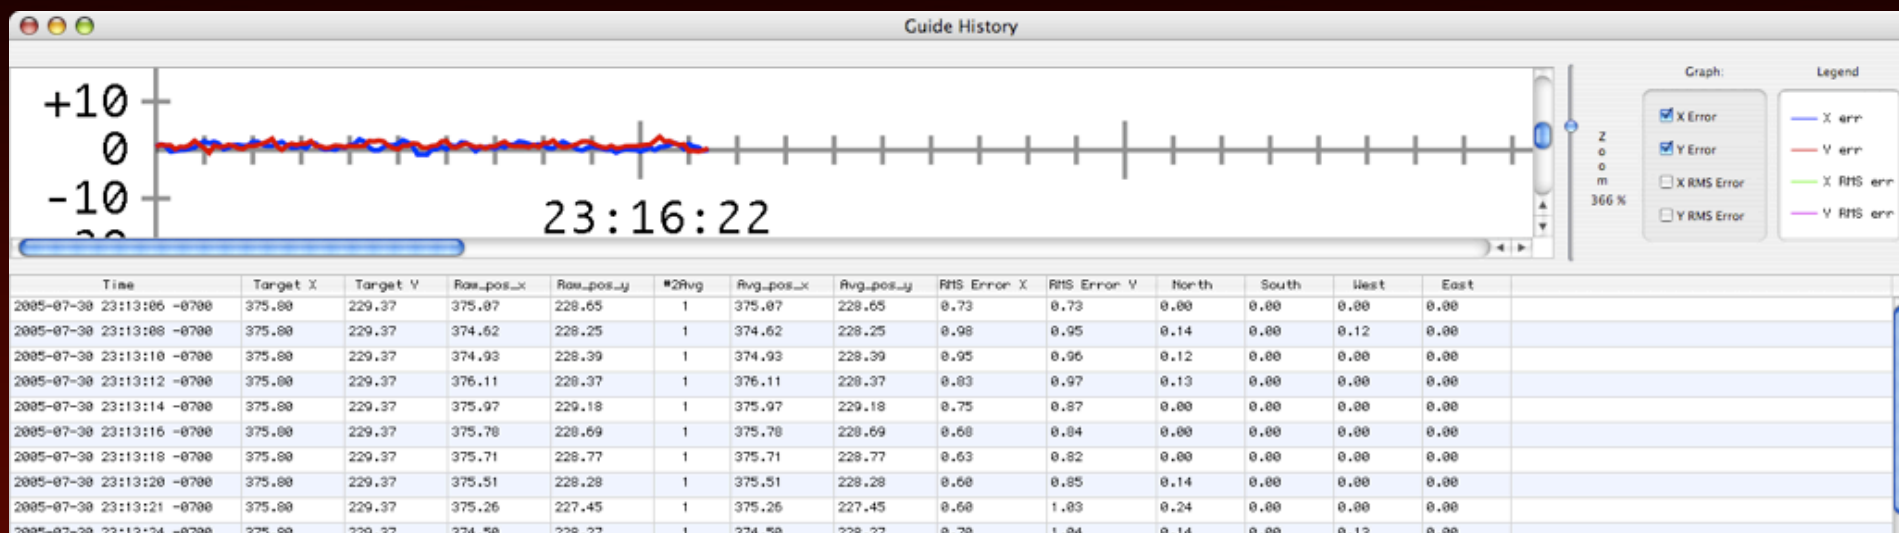 Guide History
Graph: Legend
+10
0
-10
23:16:22
Zoom
366 %
X Error
Y Error
X RMS Error
Y RMS Error
X err
Y err
X RMS err
Y RMS err
Time Target X Target Y Raw_pos_x Raw_pos_y #2Avg Avg_pos_x Avg_pos_y RMS Error X RMS Error Y North South West East
2005-07-30 23:13:06 -0700 375.80 229.37 375.07 228.65 1 375.07 228.65 0.73 0.73 0.00 0.00 0.00 0.00
2005-07-30 23:13:08 -0700 375.80 229.37 374.62 228.25 1 374.62 228.25 0.98 0.95 0.14 0.00 0.12 0.00
2005-07-30 23:13:10 -0700 375.80 229.37 374.93 228.39 1 374.93 228.39 0.95 0.96 0.12 0.00 0.00 0.00
2005-07-30 23:13:12 -0700 375.80 229.37 376.11 228.37 1 376.11 228.37 0.83 0.97 0.13 0.00 0.00 0.00
2005-07-30 23:13:14 -0700 375.80 229.37 375.97 229.18 1 375.97 229.18 0.75 0.87 0.00 0.00 0.00 0.00
2005-07-30 23:13:16 -0700 375.80 229.37 375.78 228.69 1 375.78 228.69 0.68 0.84 0.00 0.00 0.00 0.00
2005-07-30 23:13:18 -0700 375.80 229.37 375.71 228.77 1 375.71 228.77 0.63 0.82 0.00 0.00 0.00 0.00
2005-07-30 23:13:20 -0700 375.80 229.37 375.51 228.28 1 375.51 228.28 0.60 0.85 0.14 0.00 0.00 0.00
2005-07-30 23:13:21 -0700 375.80 229.37 375.26 227.45 1 375.26 227.45 0.60 1.03 0.24 0.00 0.00 0.00